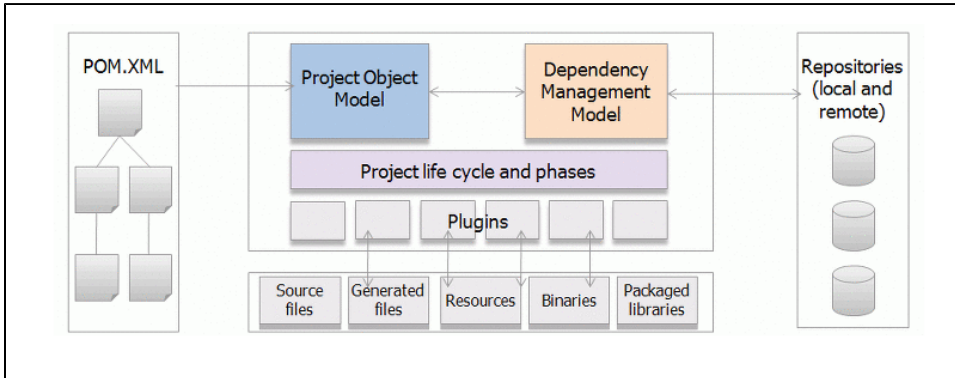 POM.XML
Project Object
Model
Dependency
Management
Model
Repositories
(local and
remote)
Project life cycle and phases
Plugins
Source
files
Generated
files
Resources
Binaries
Packaged
libraries